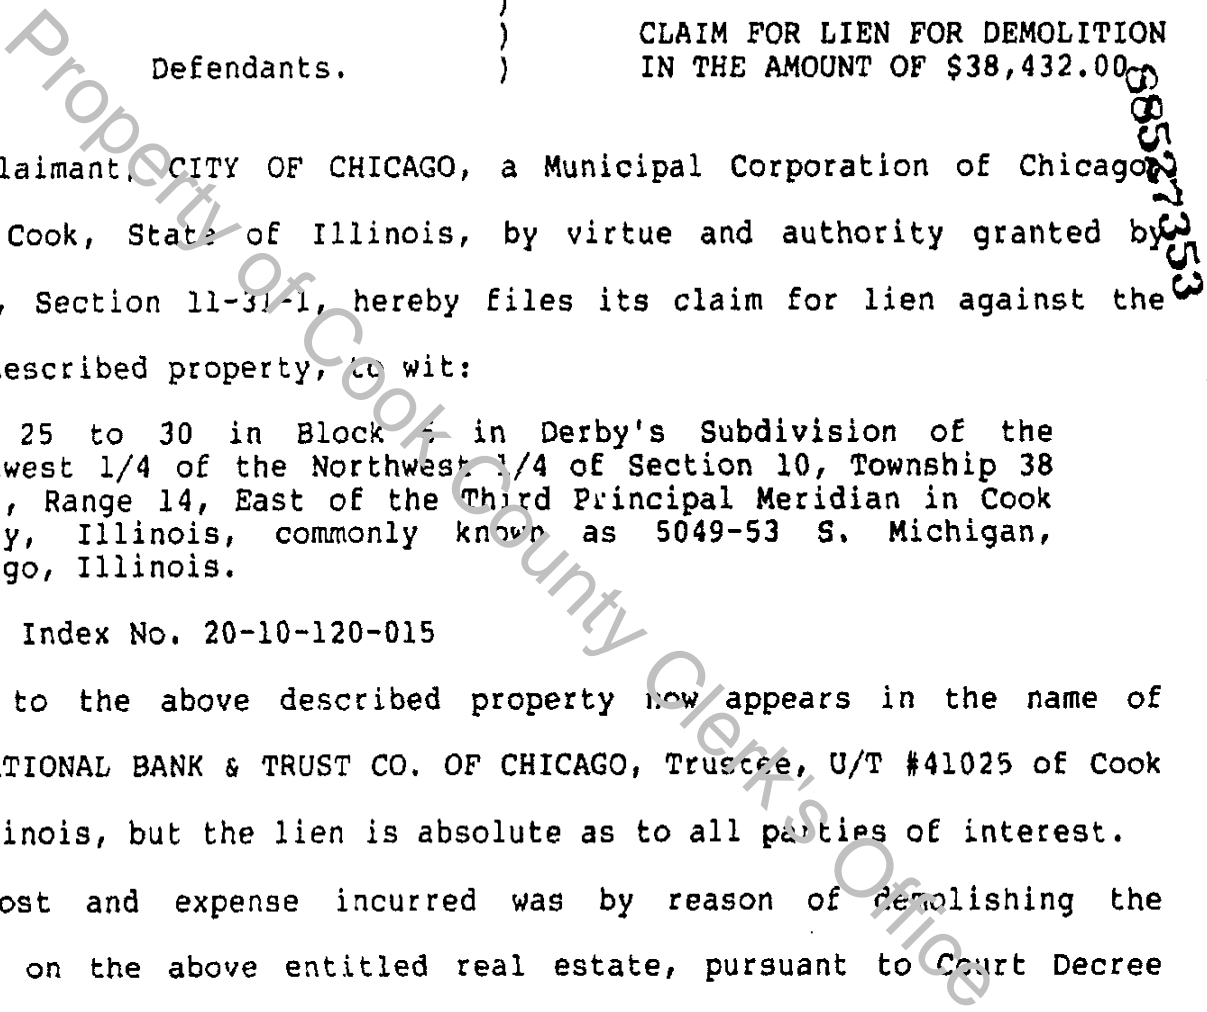 )
) CLAIM FOR LIEN FOR DEMOLITION
Defendants. ) IN THE AMOUNT OF $38,432.00
88527353
laimant, CITY OF CHICAGO, a Municipal Corporation of Chicago,
Cook, State of Illinois, by virtue and authority granted by
, Section 11-31-1, hereby files its claim for lien against the
escribed property, to wit:
25 to 30 in Block in Derby's Subdivision of the
west 1/4 of the Northwest 1/4 of Section 10, Township 38
, Range 14, East of the Third Principal Meridian in Cook
y, Illinois, commonly known as 5049-53 S. Michigan,
go, Illinois.
Index No. 20-10-120-015
to the above described property now appears in the name of
TIONAL BANK & TRUST CO. OF CHICAGO, Trustee, U/T #41025 of Cook
inois, but the lien is absolute as to all parties of interest.
ost and expense incurred was by reason of demolishing the
on the above entitled real estate, pursuant to Court Decree
Property of Cook County Clerk's Office